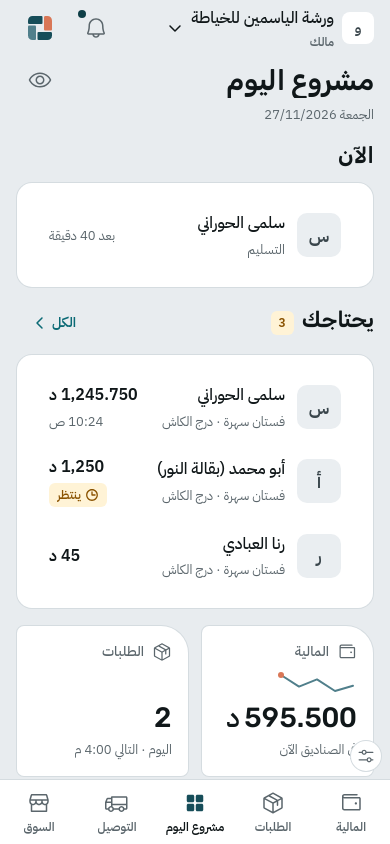 و
ورشة الياسمين للخياطة
مالك
مشروع اليوم
الجمعة 27/11/2026
الآن
س
سلمى الحوراني
التسليم
بعد 40 دقيقة
يحتاجك
3
الكل
س
سلمى الحوراني
1,245.750 د
فستان سهرة · درج الكاش
10:24 ص
أ
أبو محمد (بقالة النور)
1,250 د
فستان سهرة · درج الكاش
ينتظر
ر
رنا العبادي
45 د
فستان سهرة · درج الكاش
المالية
595.500 د
الصناديق الآن
الطلبات
2
اليوم · التالي 4:00 م
المالية
الطلبات
مشروع اليوم
التوصيل
السوق